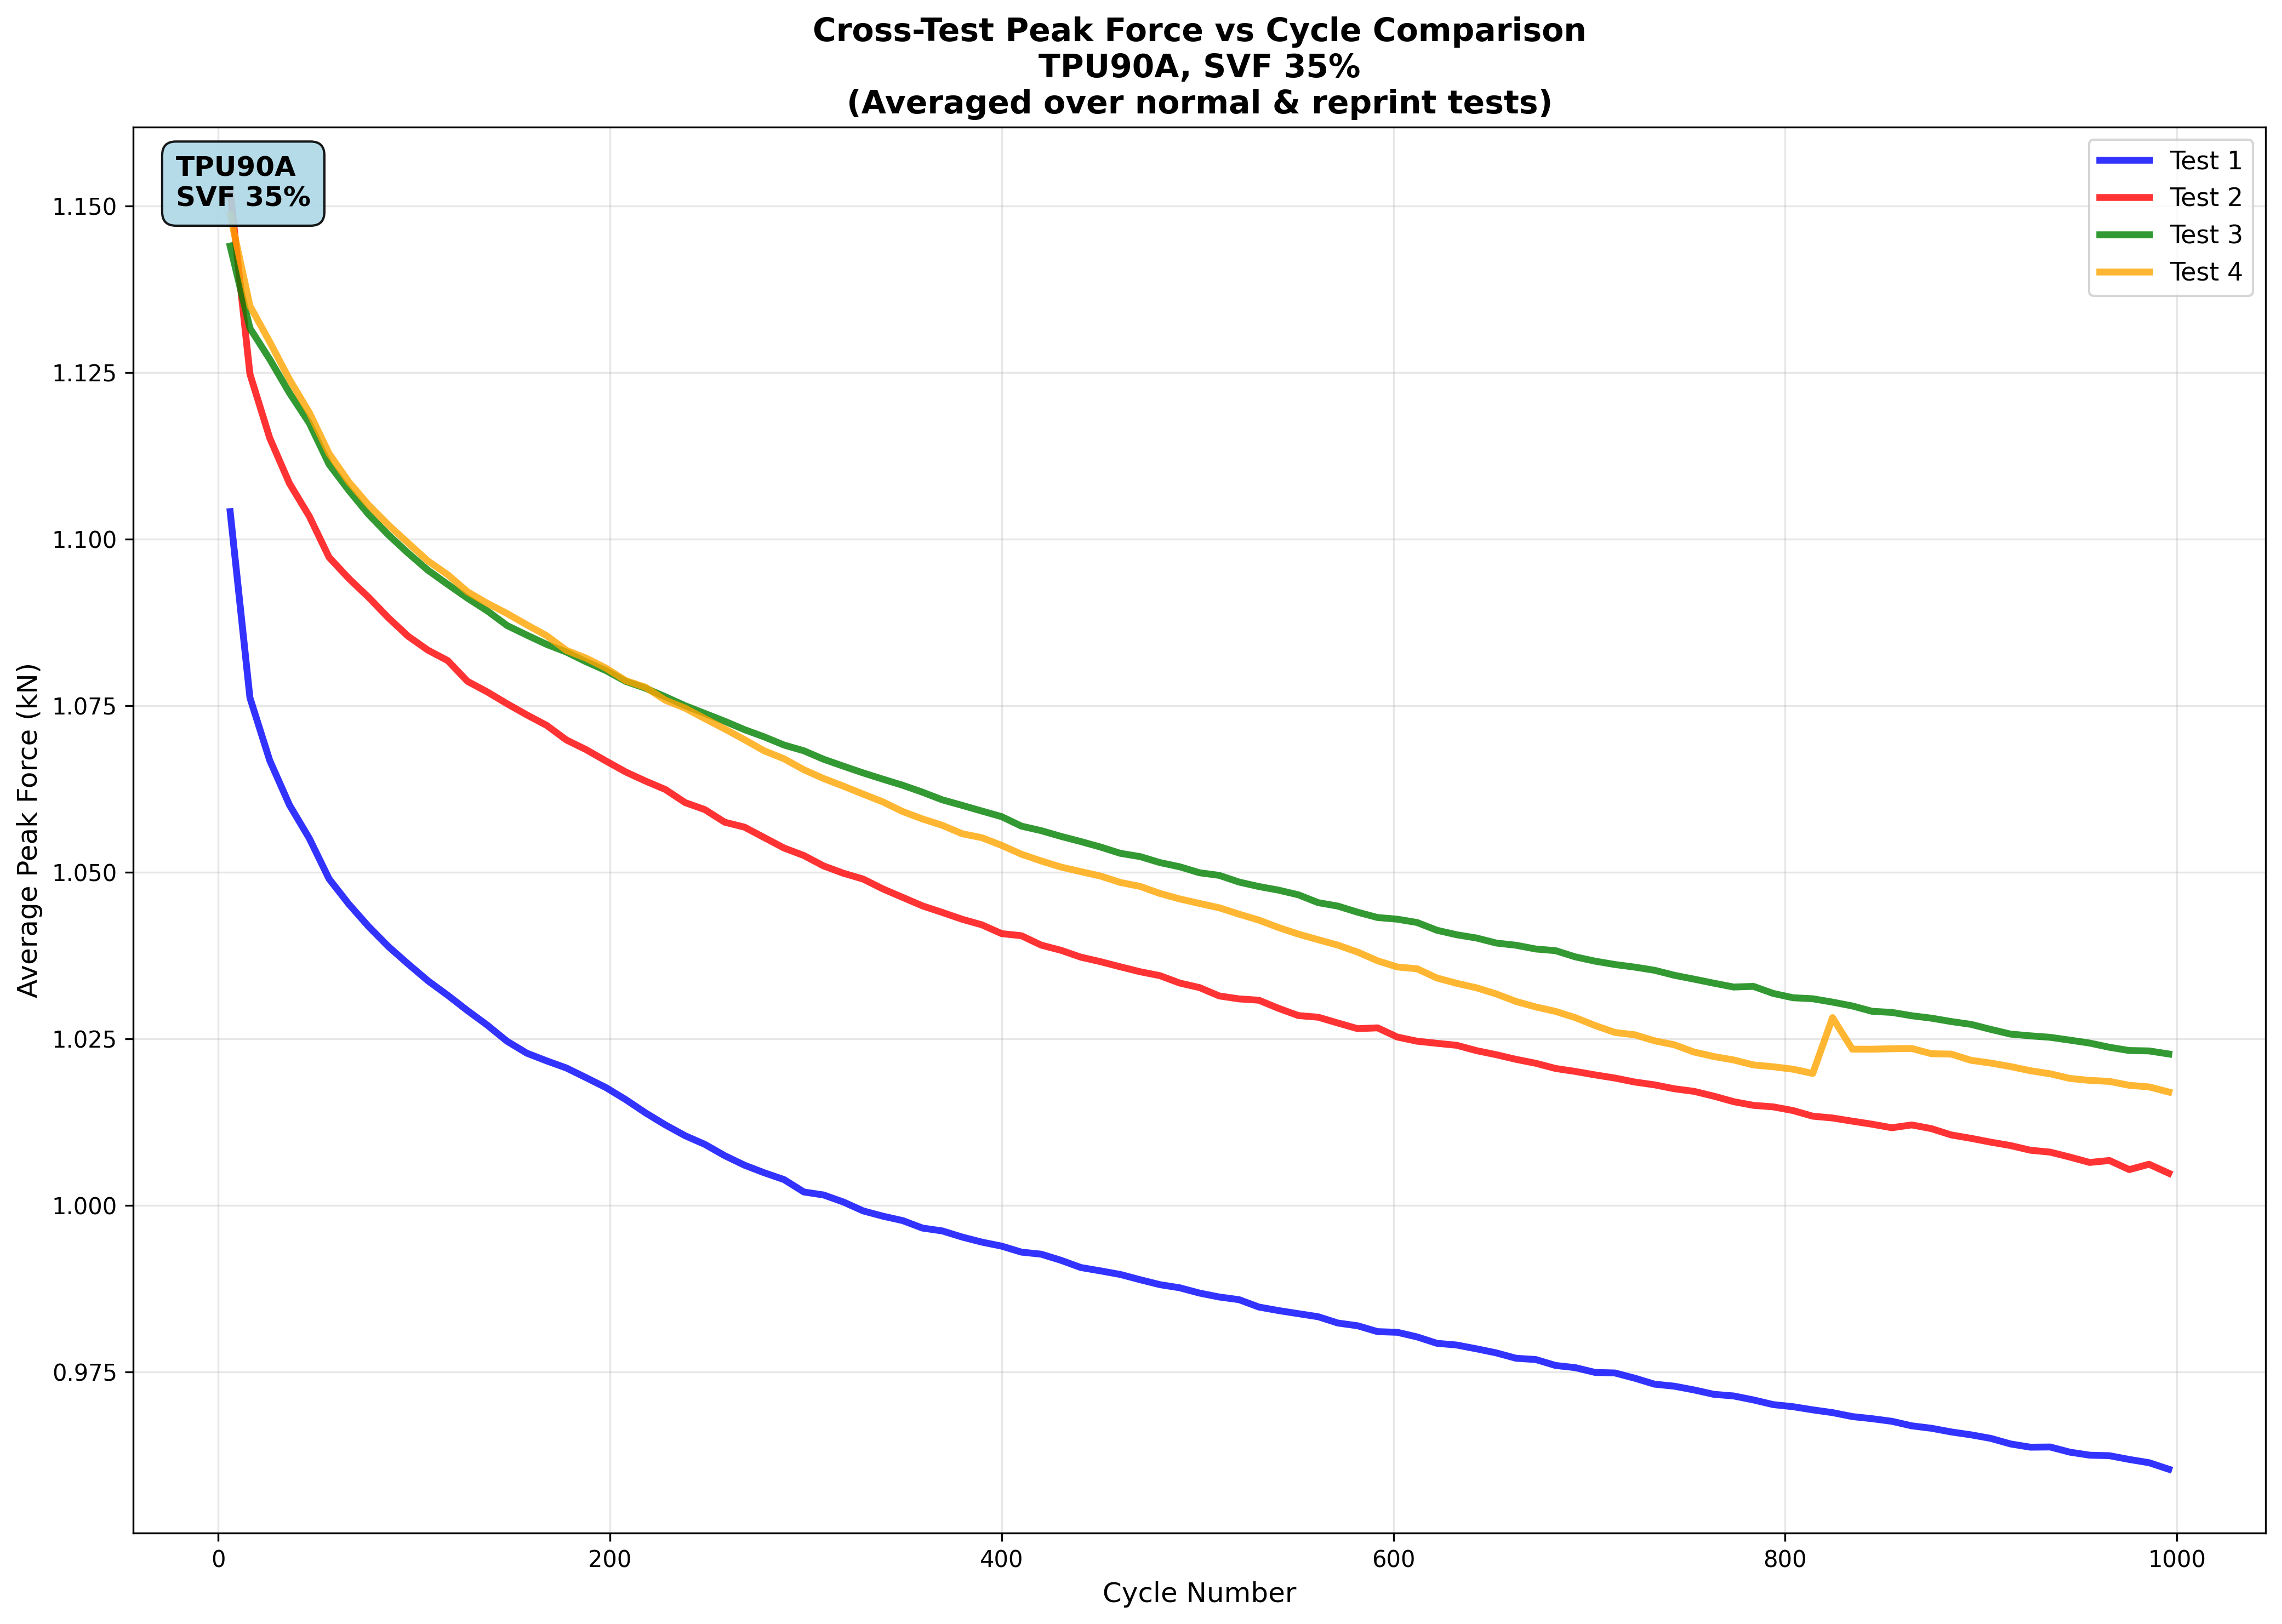 Cross-Test Peak Force vs Cycle Comparison
TPU90A, SVF 35%
(Averaged over normal & reprint tests)
TPU90A
SVF 35%
Test 1
Test 2
Test 3
Test 4
Average Peak Force (kN)
1.150
1.125
1.100
1.075
1.050
1.025
1.000
0.975
0
200
400
600
800
1000
Cycle Number